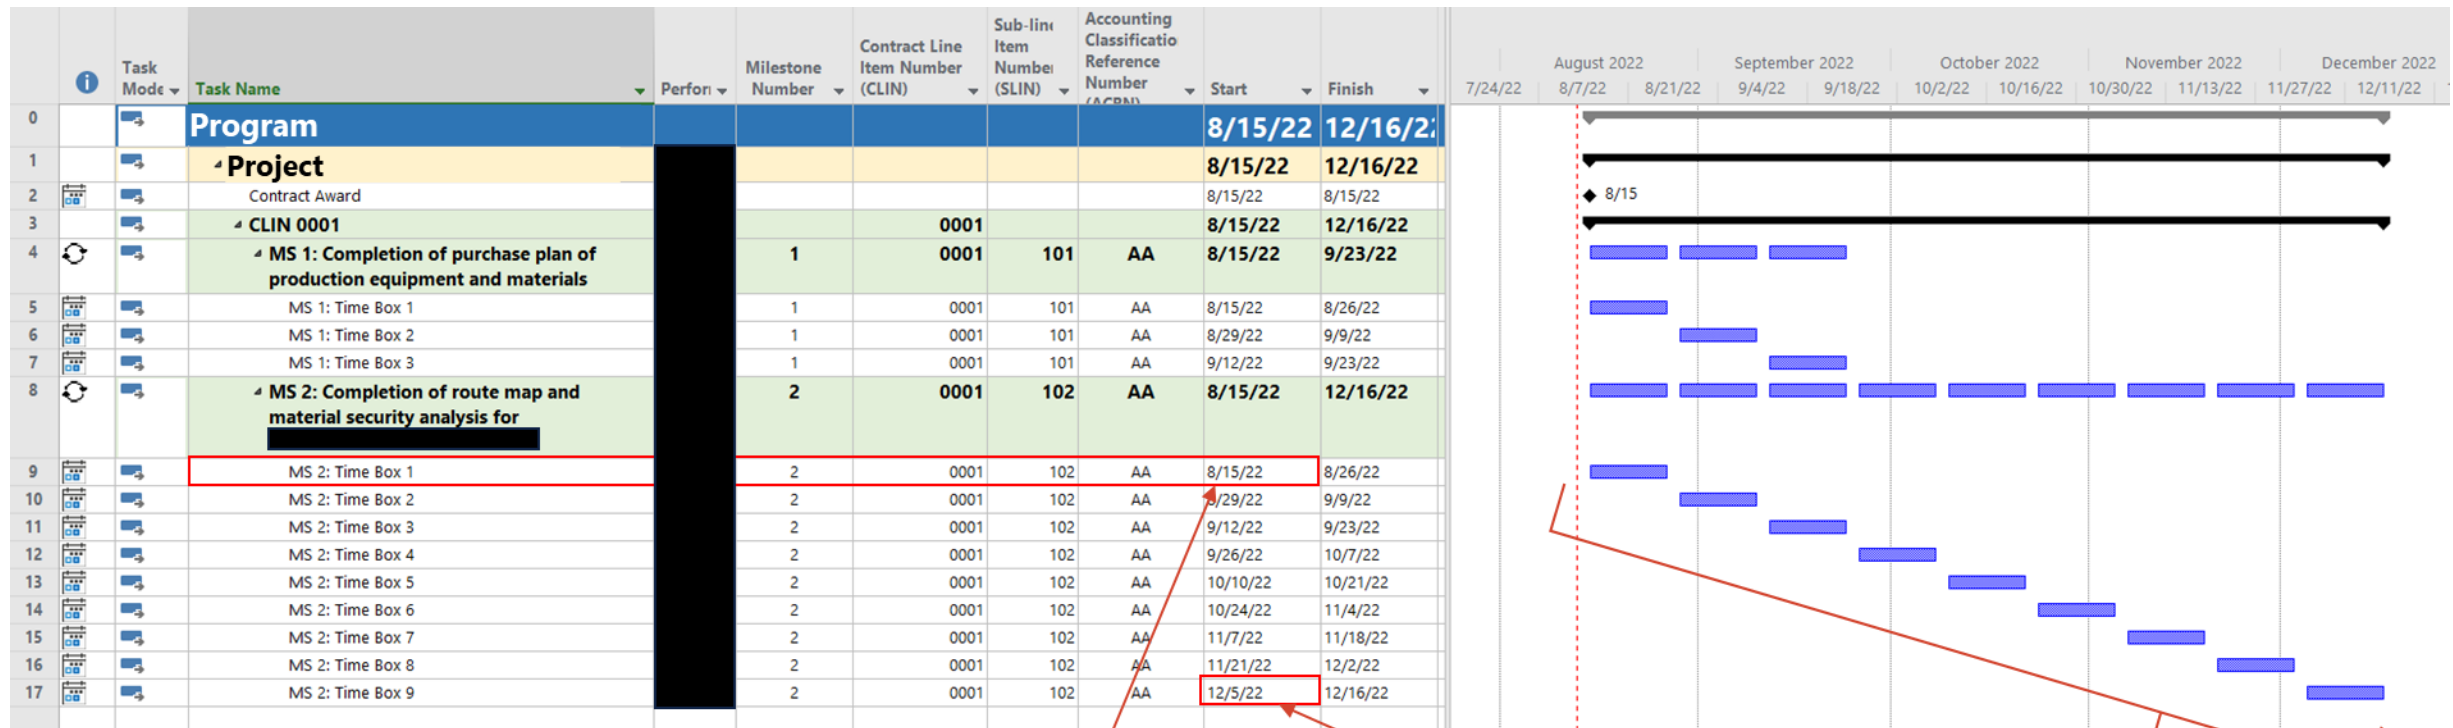 Task Mode Task Name Perfor Milestone Number Contract Line Item Number (CLIN) Sub-line Item Number (SLIN) Accounting Classificatio Reference Number (ACRN) Start Finish
August 2022 September 2022 October 2022 November 2022 December 2022
7/24/22 8/7/22 8/21/22 9/4/22 9/18/22 10/2/22 10/16/22 10/30/22 11/13/22 11/27/22 12/11/22
0 Program 8/15/22 12/16/22
1 Project 8/15/22 12/16/22
2 Contract Award 8/15/22 8/15/22 8/15
3 CLIN 0001 0001 8/15/22 12/16/22
4 MS 1: Completion of purchase plan of 1 0001 101 AA 8/15/22 9/23/22
production equipment and materials
5 MS 1: Time Box 1 1 0001 101 AA 8/15/22 8/26/22
6 MS 1: Time Box 2 1 0001 101 AA 8/29/22 9/9/22
7 MS 1: Time Box 3 1 0001 101 AA 9/12/22 9/23/22
8 MS 2: Completion of route map and 2 0001 102 AA 8/15/22 12/16/22
material security analysis for
9 MS 2: Time Box 1 2 0001 102 AA 8/15/22 8/26/22
10 MS 2: Time Box 2 2 0001 102 AA 8/29/22 9/9/22
11 MS 2: Time Box 3 2 0001 102 AA 9/12/22 9/23/22
12 MS 2: Time Box 4 2 0001 102 AA 9/26/22 10/7/22
13 MS 2: Time Box 5 2 0001 102 AA 10/10/22 10/21/22
14 MS 2: Time Box 6 2 0001 102 AA 10/24/22 11/4/22
15 MS 2: Time Box 7 2 0001 102 AA 11/7/22 11/18/22
16 MS 2: Time Box 8 2 0001 102 AA 11/21/22 12/2/22
17 MS 2: Time Box 9 2 0001 102 AA 12/5/22 12/16/22